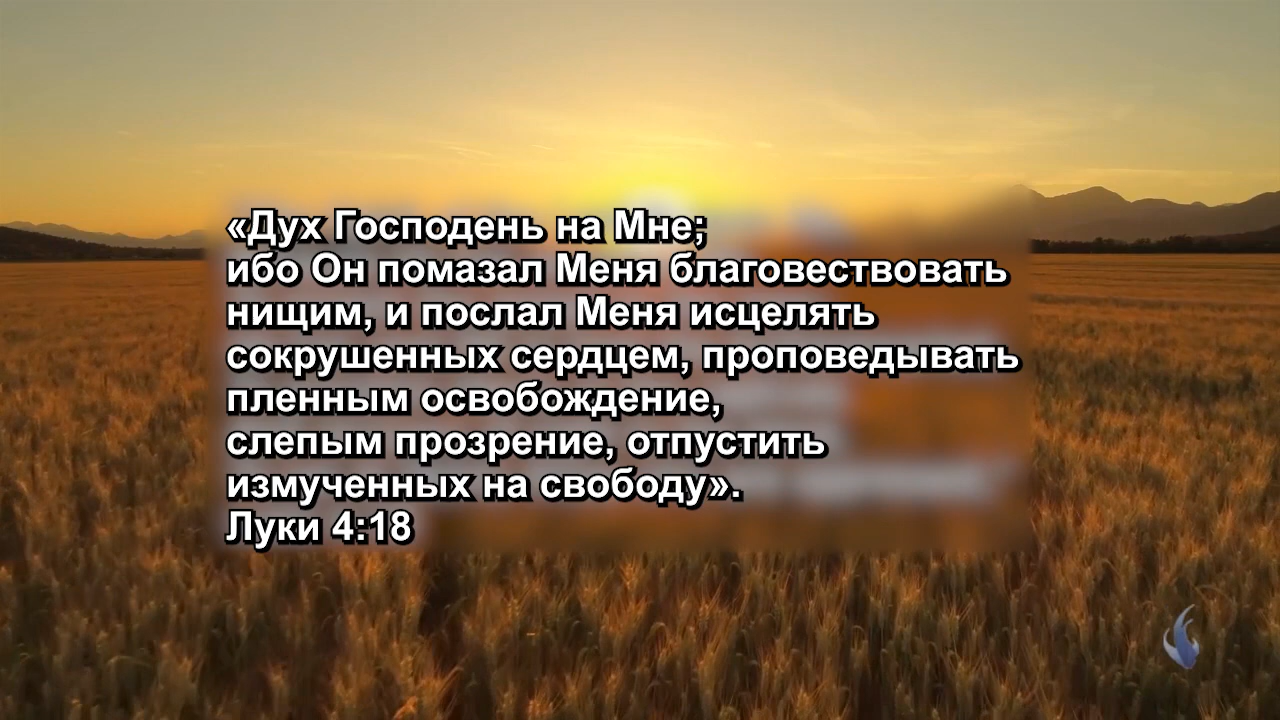 «Дух Господень на Мне;
ибо Он помазал Меня благовествовать
нищим, и послал Меня исцелять
сокрушенных сердцем, проповедывать
пленным освобождение,
слепым прозрение, отпустить
измученных на свободу».
Луки 4:18